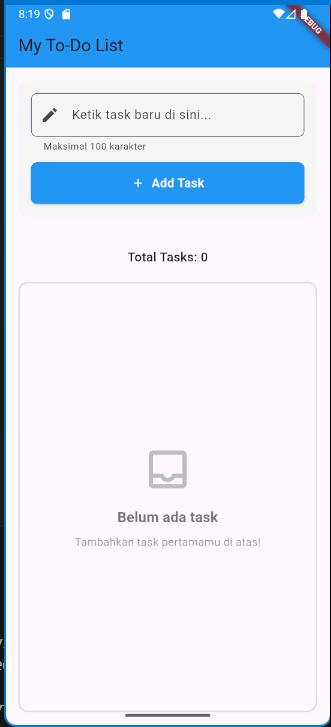 8:19
DEBUG
My To-Do List
Ketik task baru di sini...
Maksimal 100 karakter
+ Add Task
Total Tasks: 0
Belum ada task
Tambahkan task pertamamu di atas!